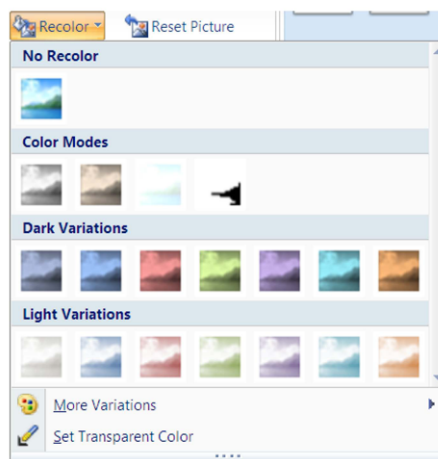 Recolor Reset Picture
No Recolor
Color Modes
Dark Variations
Light Variations
More Variations
Set Transparent Color